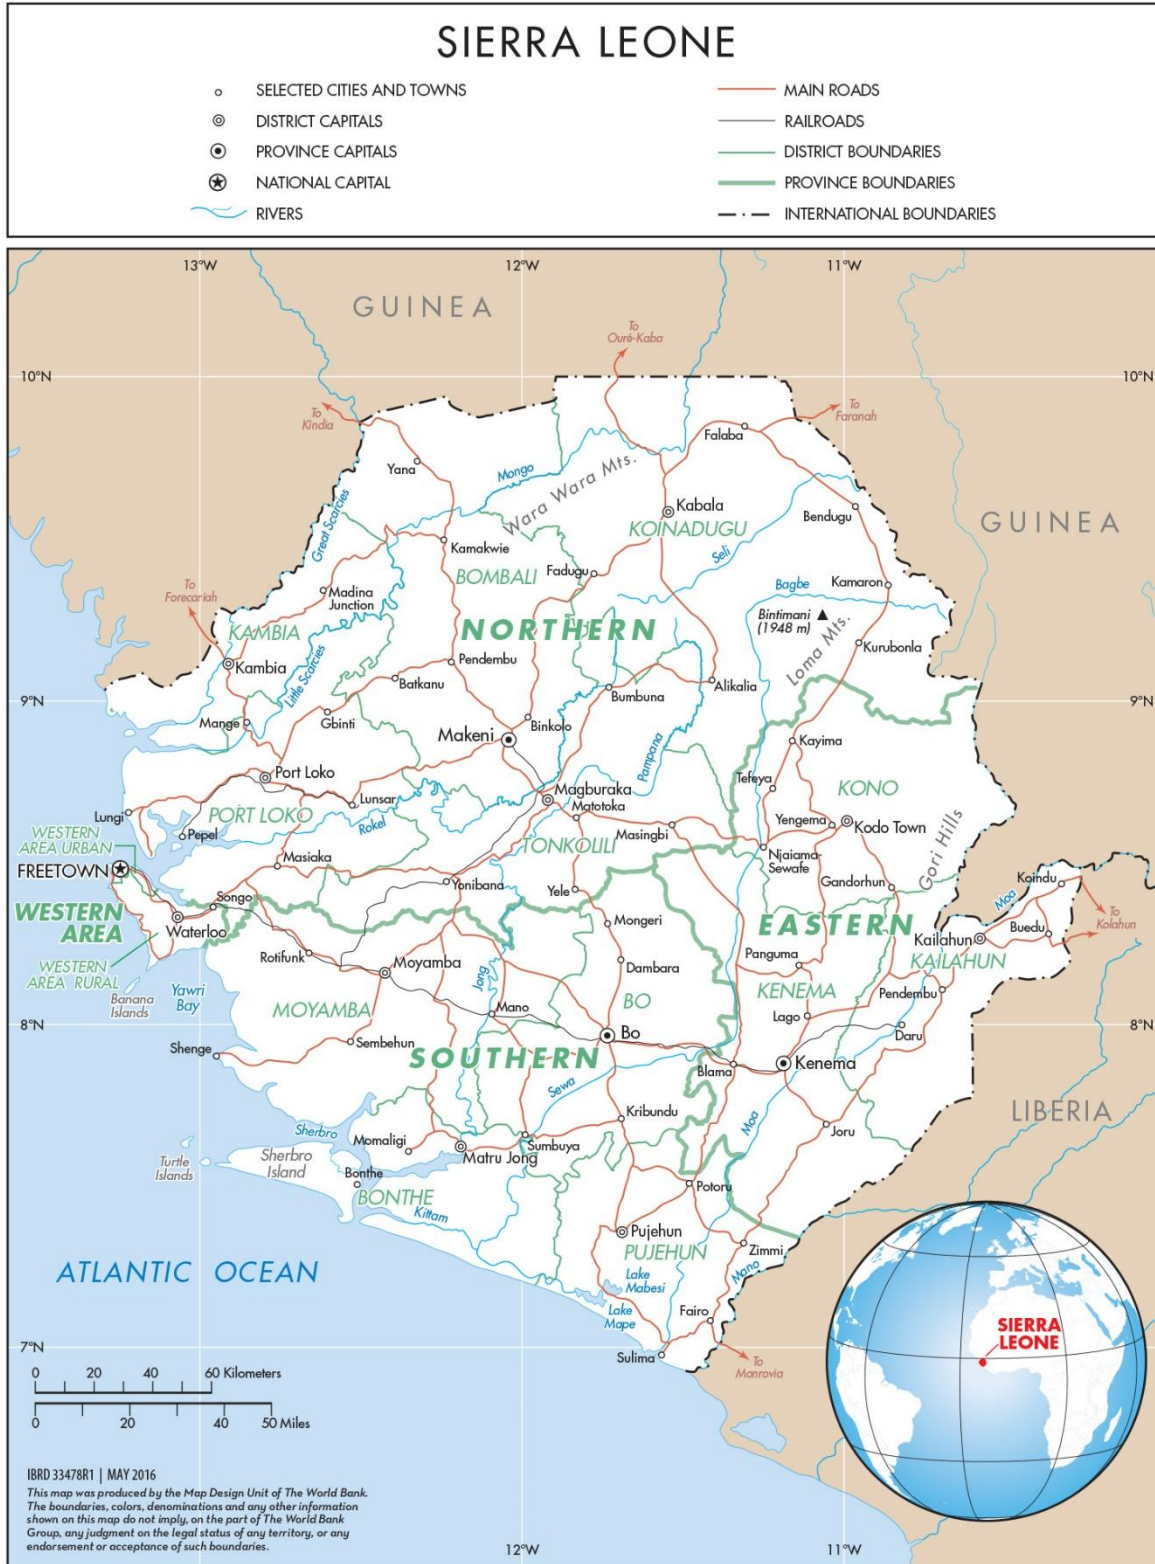 SIERRA LEONE
SELECTED CITIES AND TOWNS
DISTRICT CAPITALS
PROVINCE CAPITALS
NATIONAL CAPITAL
RIVERS
MAIN ROADS
RAILROADS
DISTRICT BOUNDARIES
PROVINCE BOUNDARIES
INTERNATIONAL BOUNDARIES
13°W
12°W
11°W
GUINEA
To
Ouré-Kaba
10°N
10°N
To
Kindia
To
Faranah
Falaba
Yana
Mongo
Wara Wara Mts.
Kabala
KOINADUGU
Bendugu
GUINEA
Great Scarcies
Kamakwie
Seli
BOMBALI
Fadugu
Bagbe
Kamaron
To
Forecariah
Madina
Junction
Bintimani
(1948 m)
KAMBIA
NORTHERN
Loma Mts.
Kurubonla
Kambia
Little Scarcies
Pendembu
Batkanu
Bumbuna
Alikalia
9°N
9°N
Mange
Gbinti
Binkolo
Makeni
Kayima
Pampana
Port Loko
Tefeya
KONO
Magburaka
Lunsar
Matotoka
Lungi
PORT LOKO
Rokel
Masingbi
Yengema
Kodo Town
Gori Hills
Pepel
WESTERN
AREA URBAN
TONKOLILI
Njaiama-
Sewafe
Masiaka
FREETOWN
Yonibana
Yele
Gandorhun
Koindu
Moa
Songo
WESTERN
AREA
Mongeri
EASTERN
To
Kolahun
Waterloo
Buedu
Kailahun
Rotifunk
Moyamba
Dambara
Panguma
KAILAHUN
WESTERN
AREA RURAL
Jong
Banana
Islands
Yawri
Bay
MOYAMBA
Mano
BO
KENEMA
Pendembu
Lago
8°N
8°N
Bo
Daru
Shenge
Sembehun
SOUTHERN
Blama
Kenema
Sewa
Kribundu
Moa
LIBERIA
Sherbro
Joru
Momaligi
Sumbuya
Matru Jong
Turtle
Islands
Sherbro
Island
Bonthe
Potoru
BONTHE
Kittam
Pujehun
PUJEHUN
Zimmi
ATLANTIC OCEAN
Lake
Mabesi
Mano
Lake
Mape
Fairo
SIERRA
LEONE
7°N
Sulima
To
Monrovia
0 20 40 60 Kilometers
0 20 40 50 Miles
IBRD 33478R1 | MAY 2016
This map was produced by the Map Design Unit of The World Bank.
The boundaries, colors, denominations and any other information
shown on this map do not imply, on the part of The World Bank
Group, any judgment on the legal status of any territory, or any
endorsement or acceptance of such boundaries.
12°W
11°W